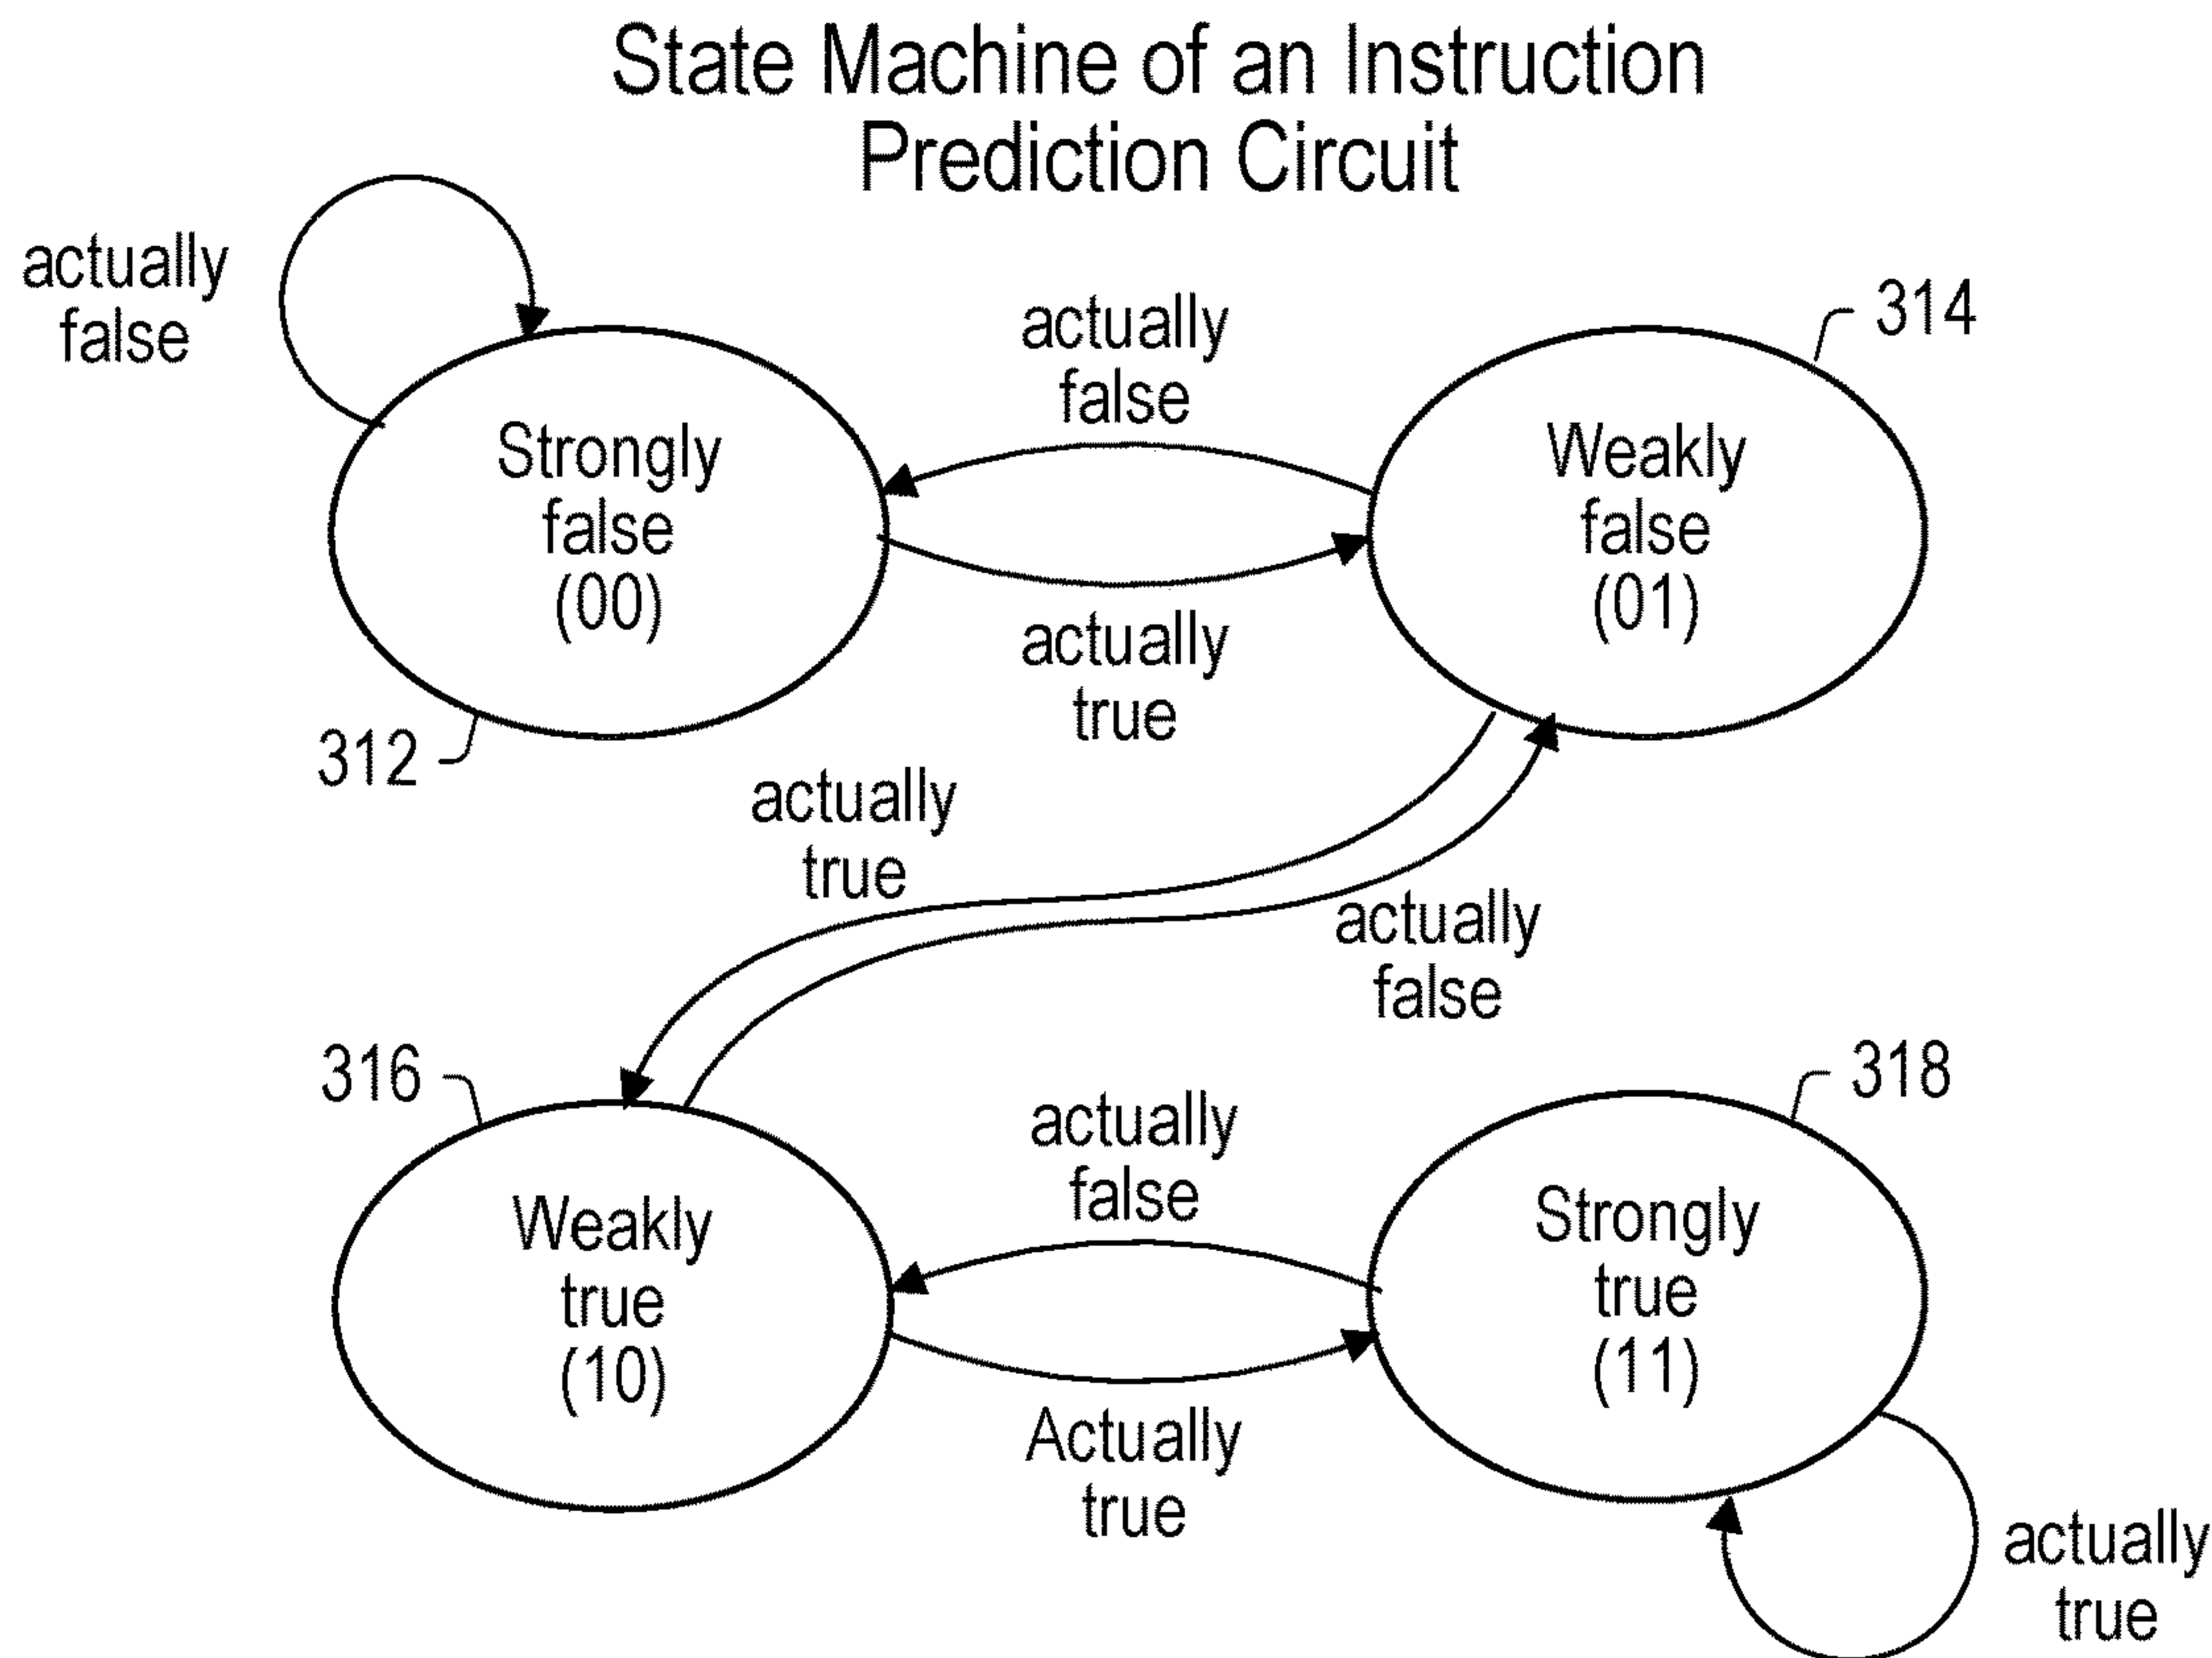 State Machine of an Instruction
Prediction Circuit
actually
false
actually
false
314
Strongly
false
(00)
Weakly
false
(01)
actually
true
312
actually
true
actually
false
316
318
actually
false
Weakly
true
(10)
Strongly
true
(11)
Actually
true
actually
true